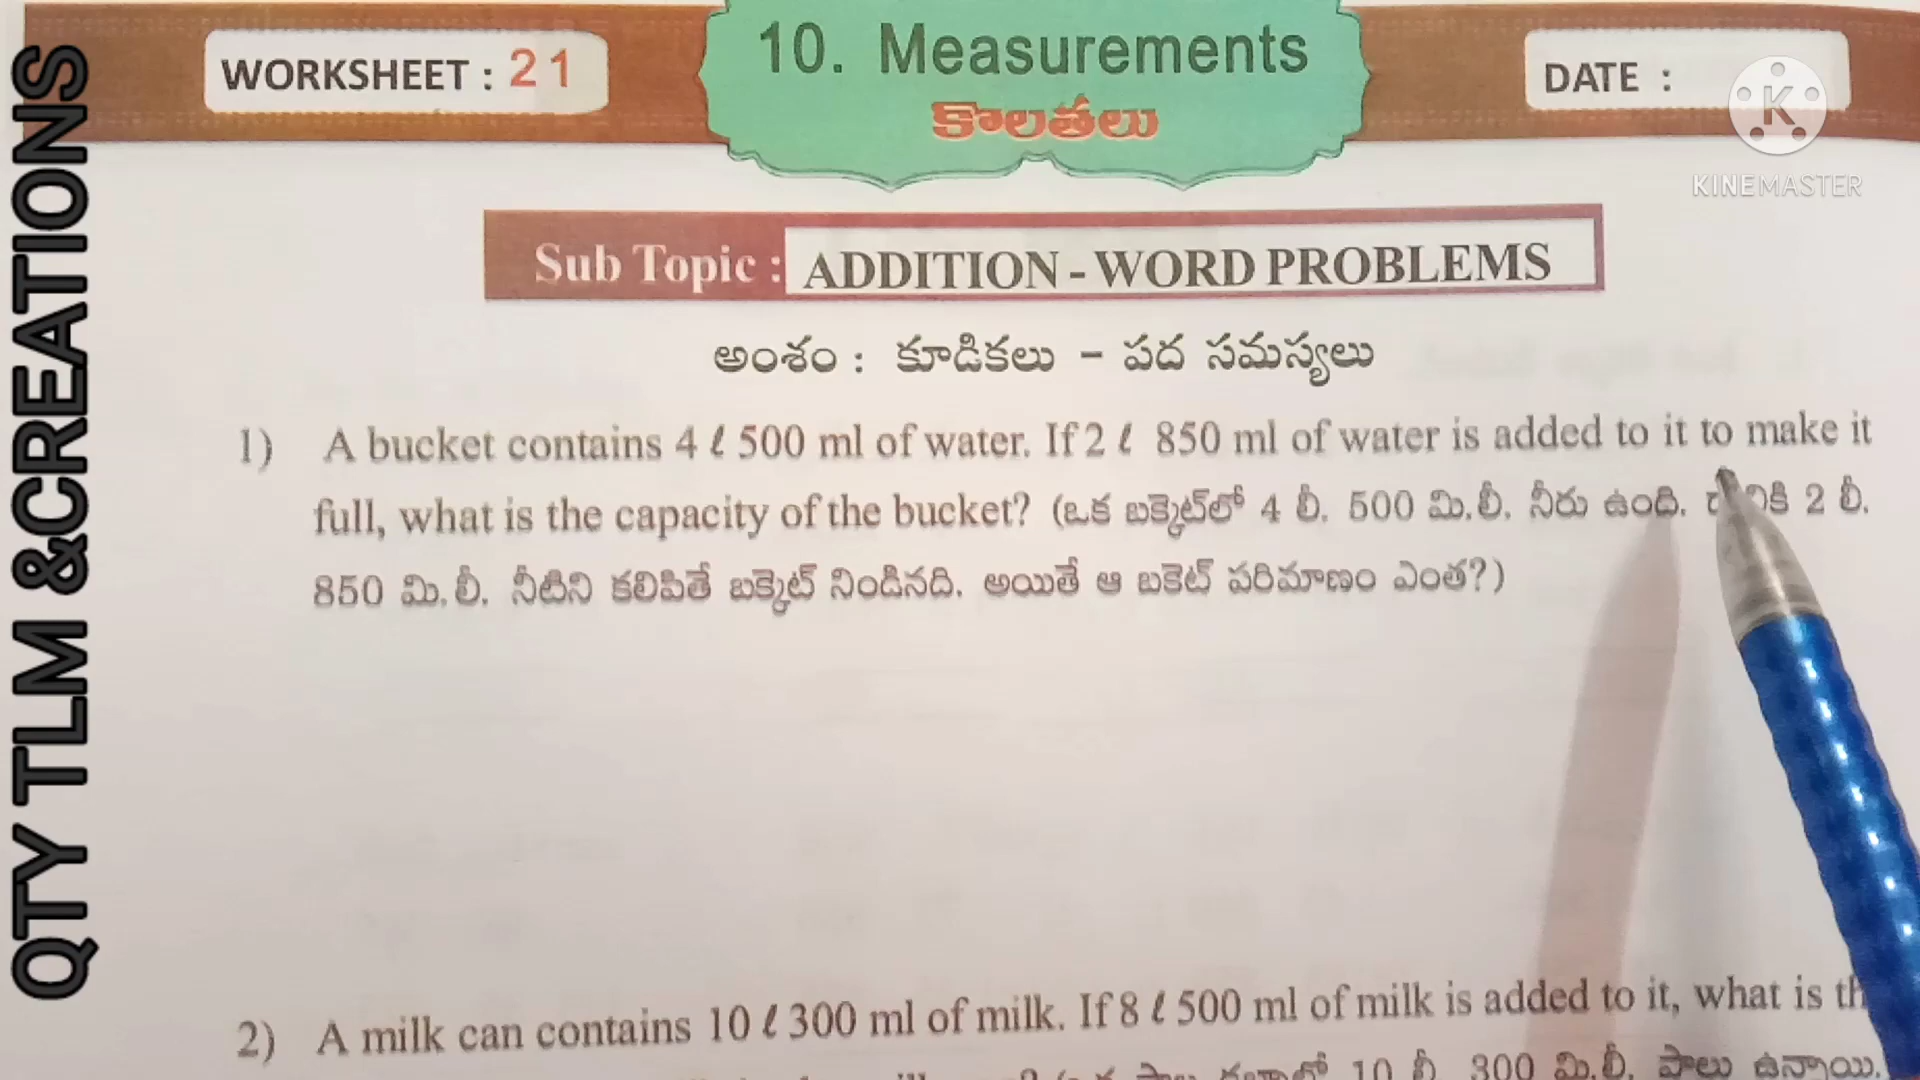 QTY TLM &CREATIONS
WORKSHEET : 21
10. Measurements
కొలతలు
DATE :
K
KINEMASTER
Sub Topic : ADDITION - WORD PROBLEMS
అంశం : కూడికలు - పద సమస్యలు
1) A bucket contains 4 ℓ 500 ml of water. If 2 ℓ 850 ml of water is added to it to make it
full, what is the capacity of the bucket? (ఒక బక్కెట్‌లో 4 లీ. 500 మి.లీ. నీరు ఉంది. 2 లీ.
850 మి.లీ. నీటిని కలిపితే బక్కెట్ నిండినది. అయితే ఆ బకెట్ పరిమాణం ఎంత?)
2) A milk can contains 10 ℓ 300 ml of milk. If 8 ℓ 500 ml of milk is added to it, what is
10 లీ 300 మి.లీ. పాలు ఉన్నాయి.